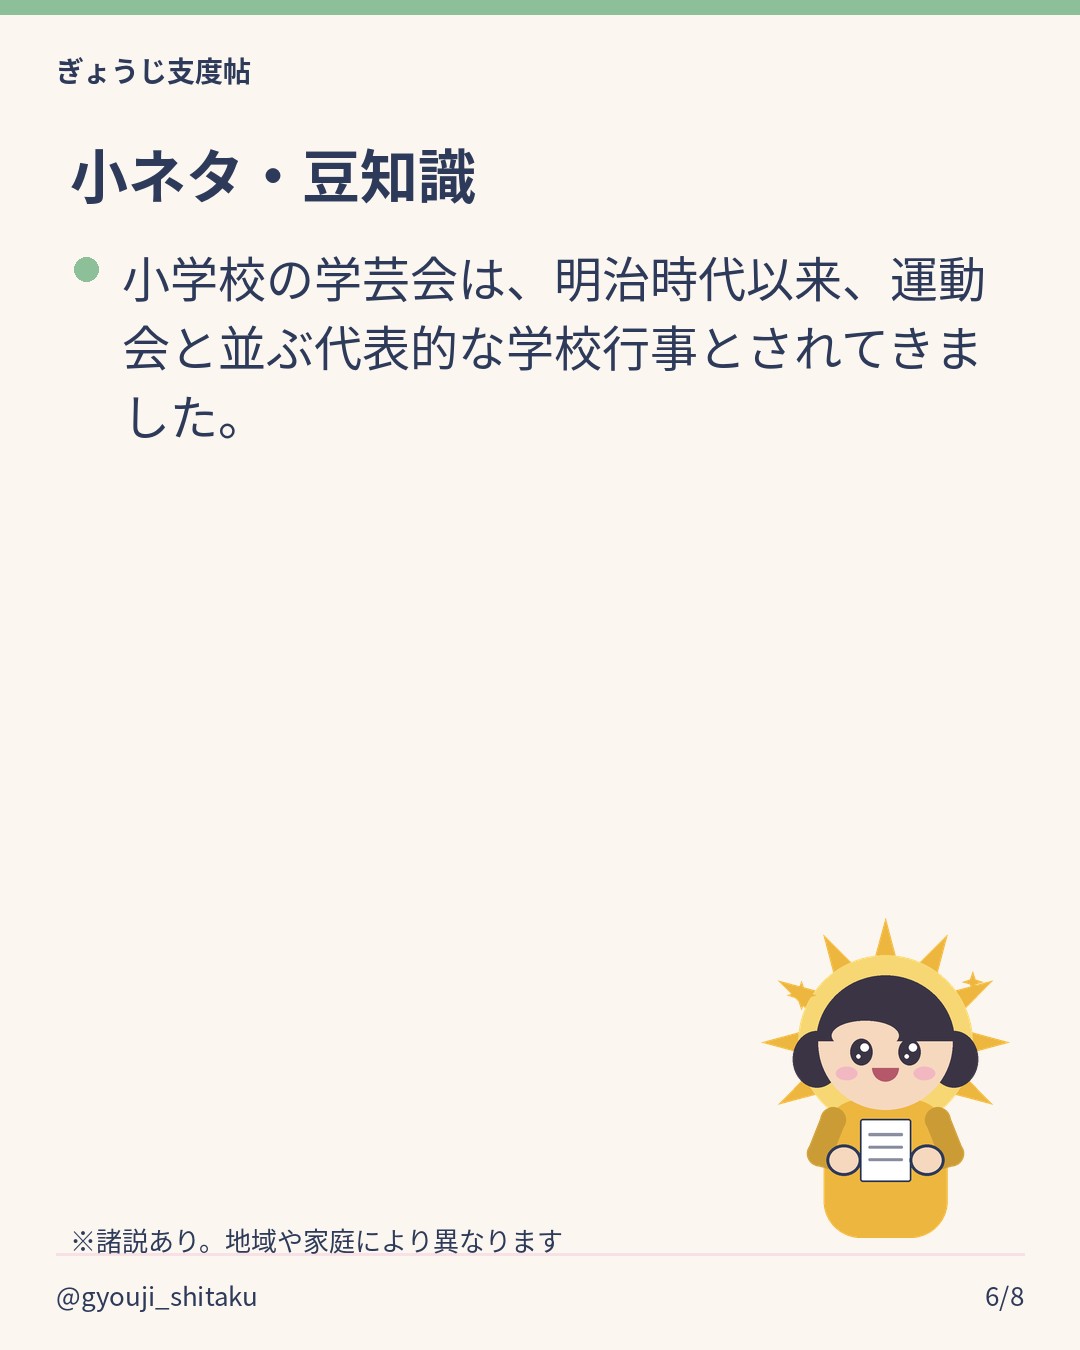 ぎょうじ支度帖
小ネタ・豆知識
小学校の学芸会は、明治時代以来、運動
会と並ぶ代表的な学校行事とされてきま
した。
※諸説あり。地域や家庭により異なります
@gyouji_shitaku
6/8